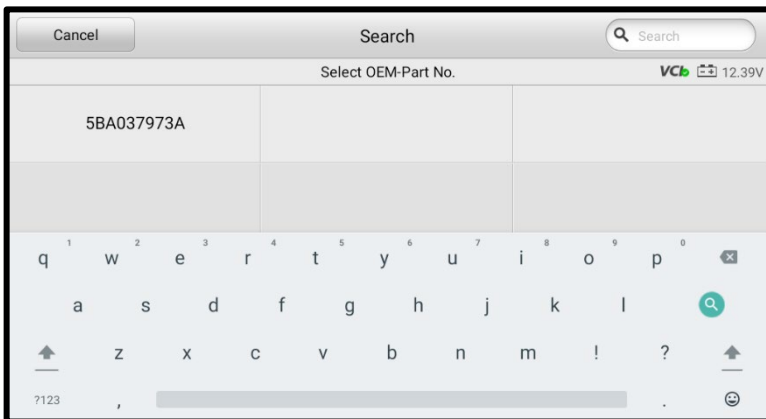 Cancel Search Search
Select OEM-Part No. VCI 12.39V
5BA037973A
1 2 3 4 5 6 7 8 9 0
q w e r t y u i o p
a s d f g h j k l
z x c v b n m ! ?
?123 , .